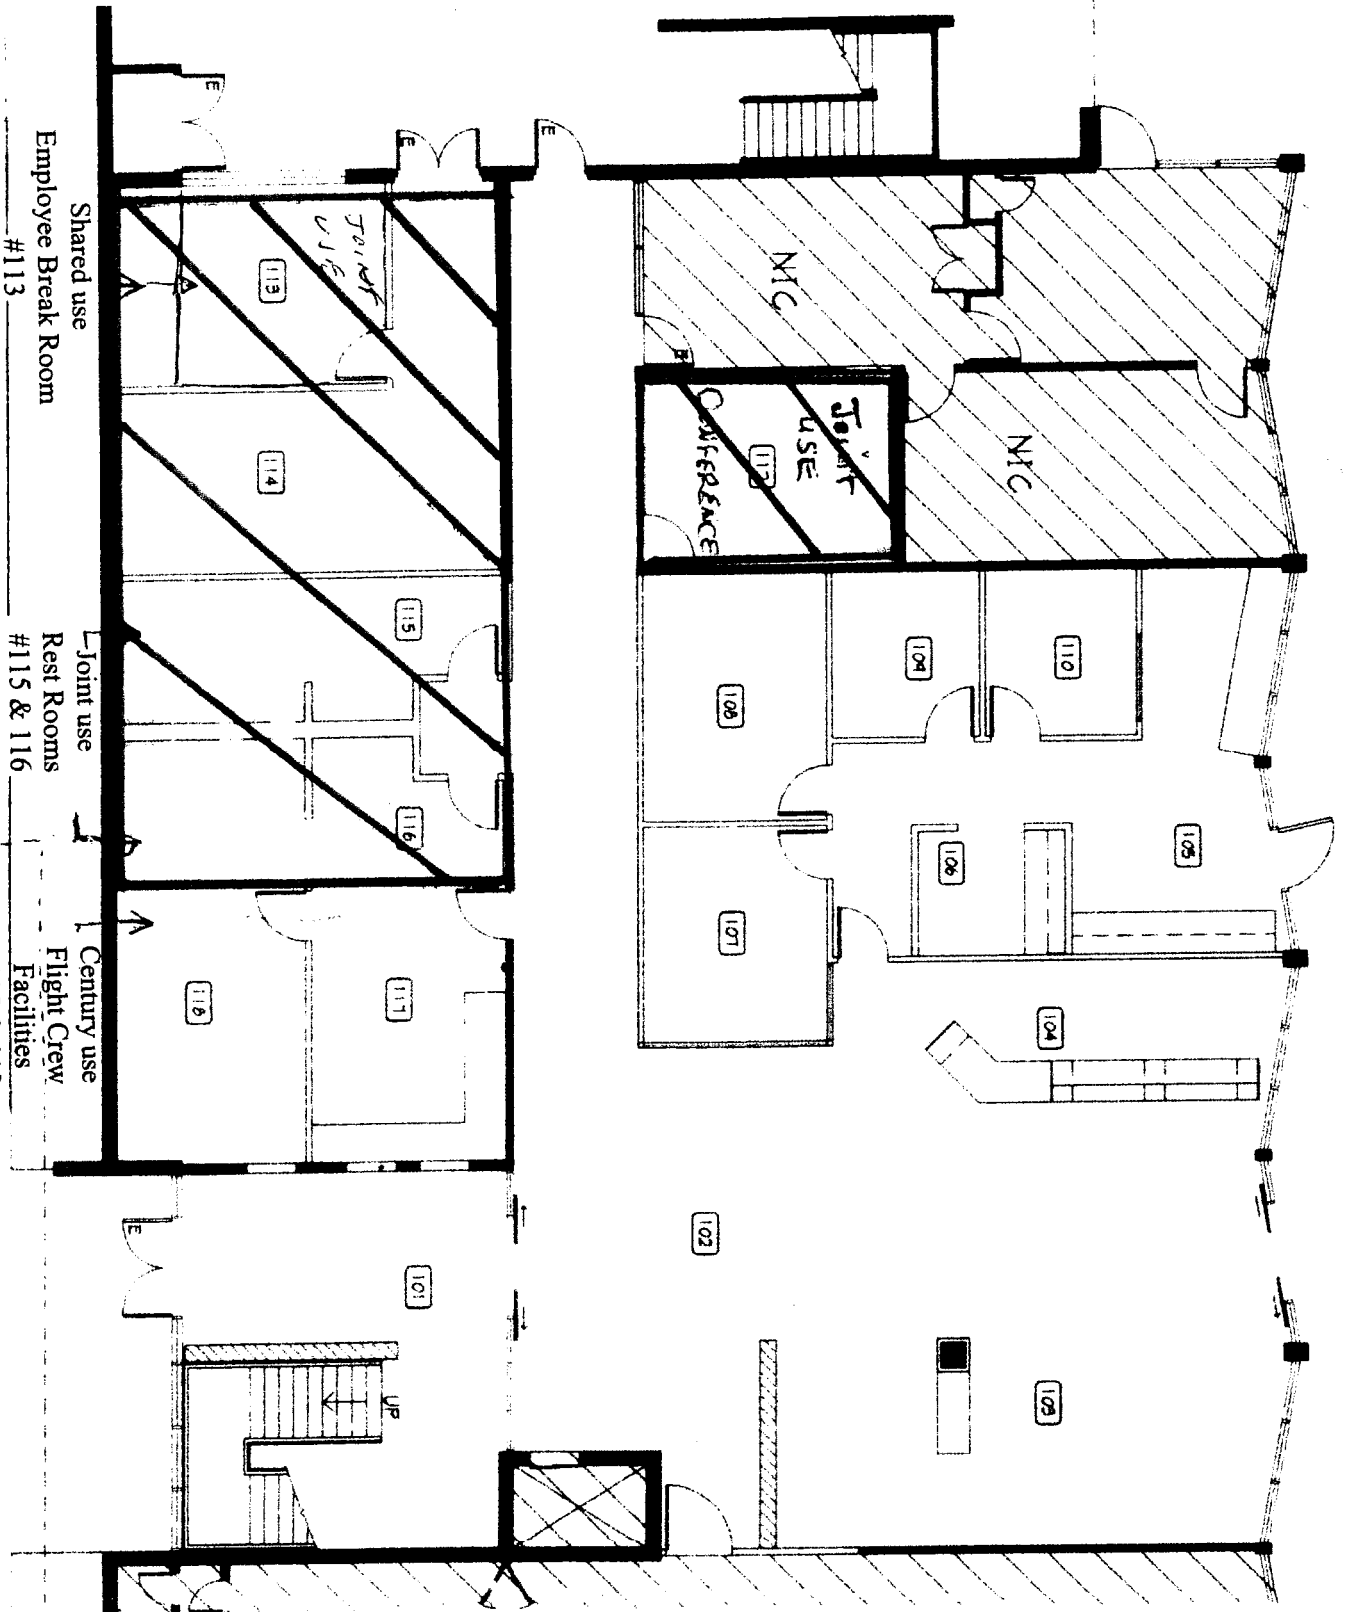 E
E
E
JOINT
USE
113
114
115
116
117
118
NIC
E
JOINT
USE
112
CONFERENCE
NIC
110
109
108
107
106
105
104
103
102
101
UP
E
Shared use
Employee Break Room
#113
Joint use
Rest Rooms
#115 & 116
Century use
Flight Crew
Facilities